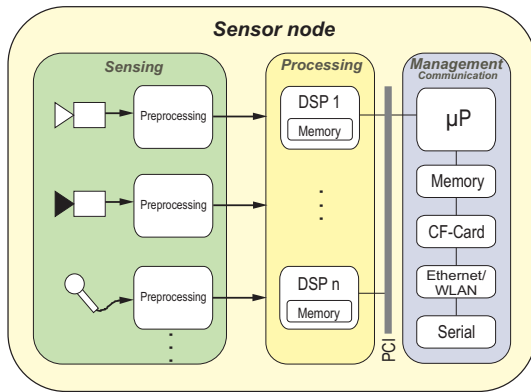 Sensor node
Sensing
Preprocessing
Preprocessing
Preprocessing
Processing
DSP 1
Memory
DSP n
Memory
PCI
Management
Communication
µP
Memory
CF-Card
Ethernet/
WLAN
Serial